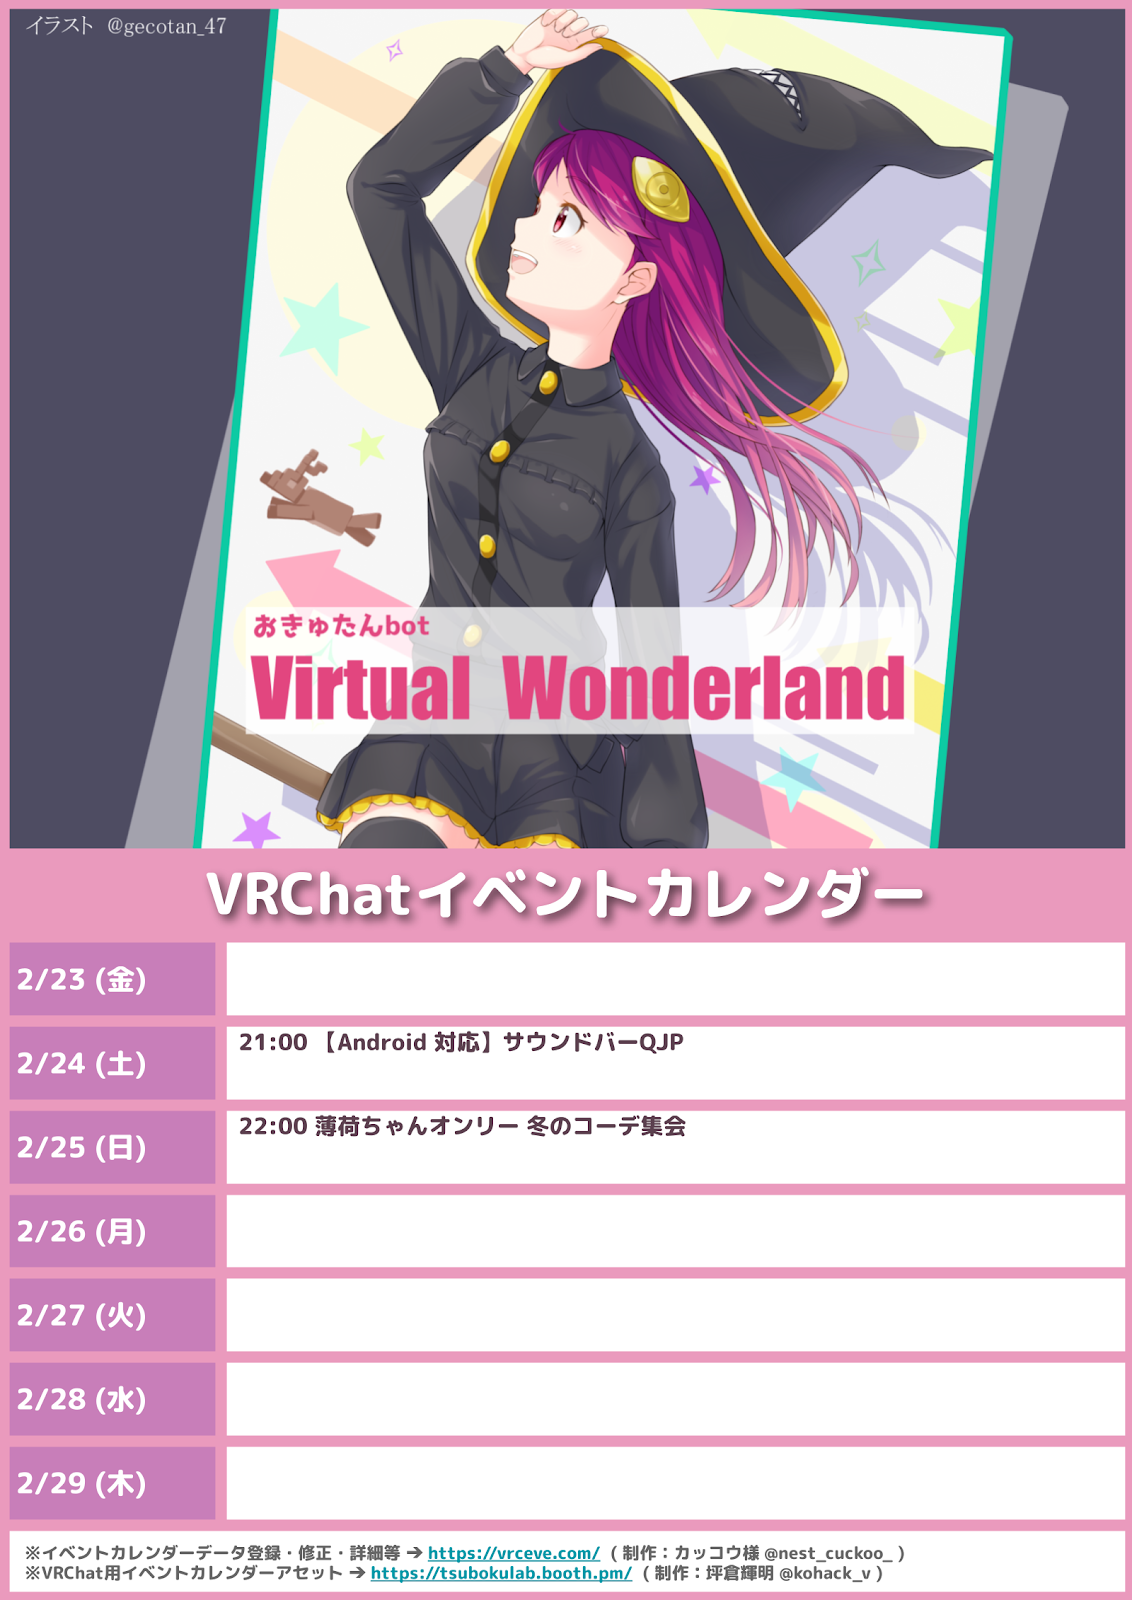 イラスト @gecotan_47
おきゅたんbot
Virtual Wonderland
VRChatイベントカレンダー
2/23 (金)
2/24 (土)
21:00 【Android 対応】サウンドバーQJP
2/25 (日)
22:00 薄荷ちゃんオンリー 冬のコーデ集会
2/26 (月)
2/27 (火)
2/28 (水)
2/29 (木)
※イベントカレンダーデータ登録・修正・詳細等 ➔ https://vrceve.com/ ( 制作：カッコウ様 @nest_cuckoo_ )
※VRChat用イベントカレンダーアセット ➔ https://tsubokulab.booth.pm/ ( 制作：坪倉輝明 @kohack_v )